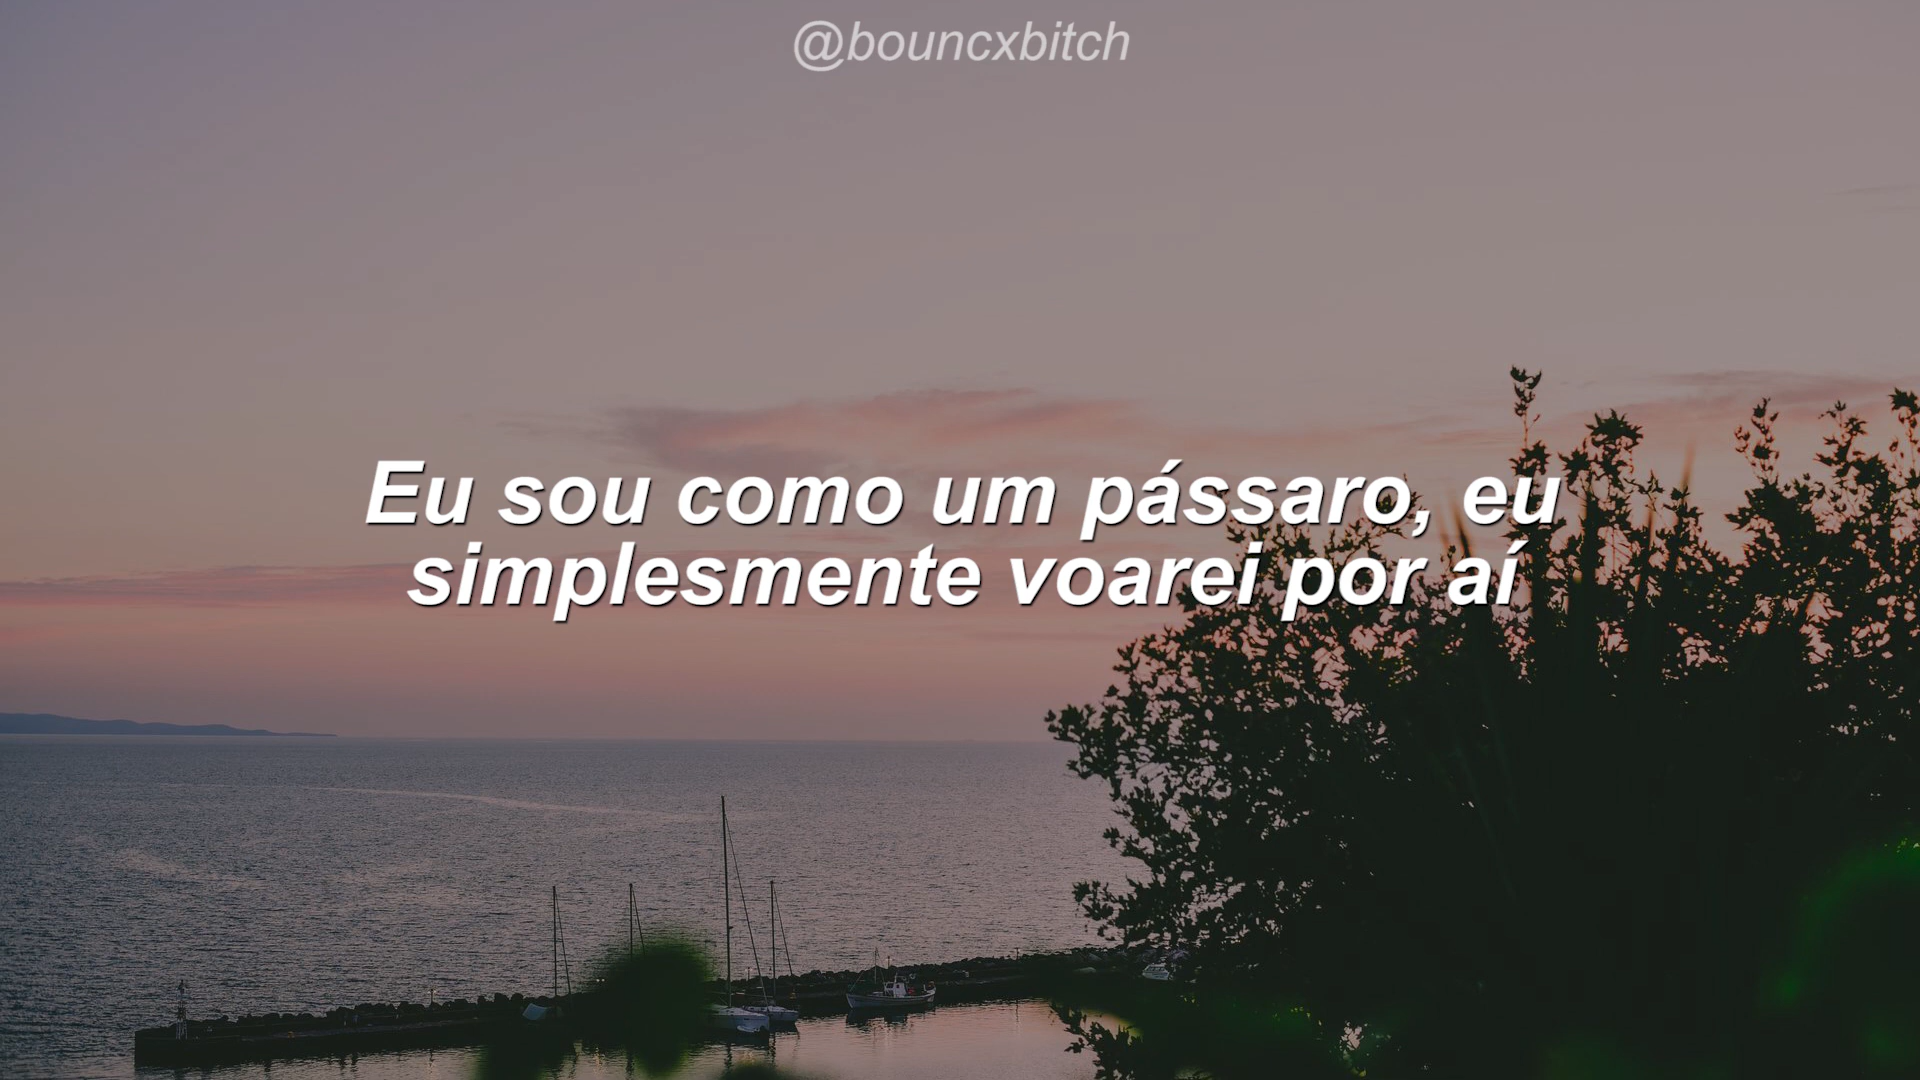 @bouncxbitch
Eu sou como um pássaro, eu
simplesmente voarei por aí